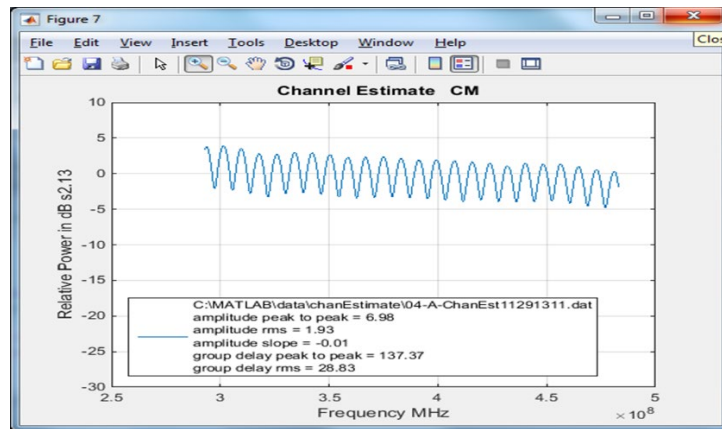 Figure 7
File Edit View Insert Tools Desktop Window Help
Clos
Channel Estimate CM
Relative Power in dB s2.13
10
5
0
-5
-10
-15
-20
-25
-30
C:\MATLAB\data\chanEstimate\04-A-ChanEst11291311.dat
amplitude peak to peak = 6.98
amplitude rms = 1.93
amplitude slope = -0.01
group delay peak to peak = 137.37
group delay rms = 28.83
2.5 3 3.5 4 4.5 5
Frequency MHz
×10⁸